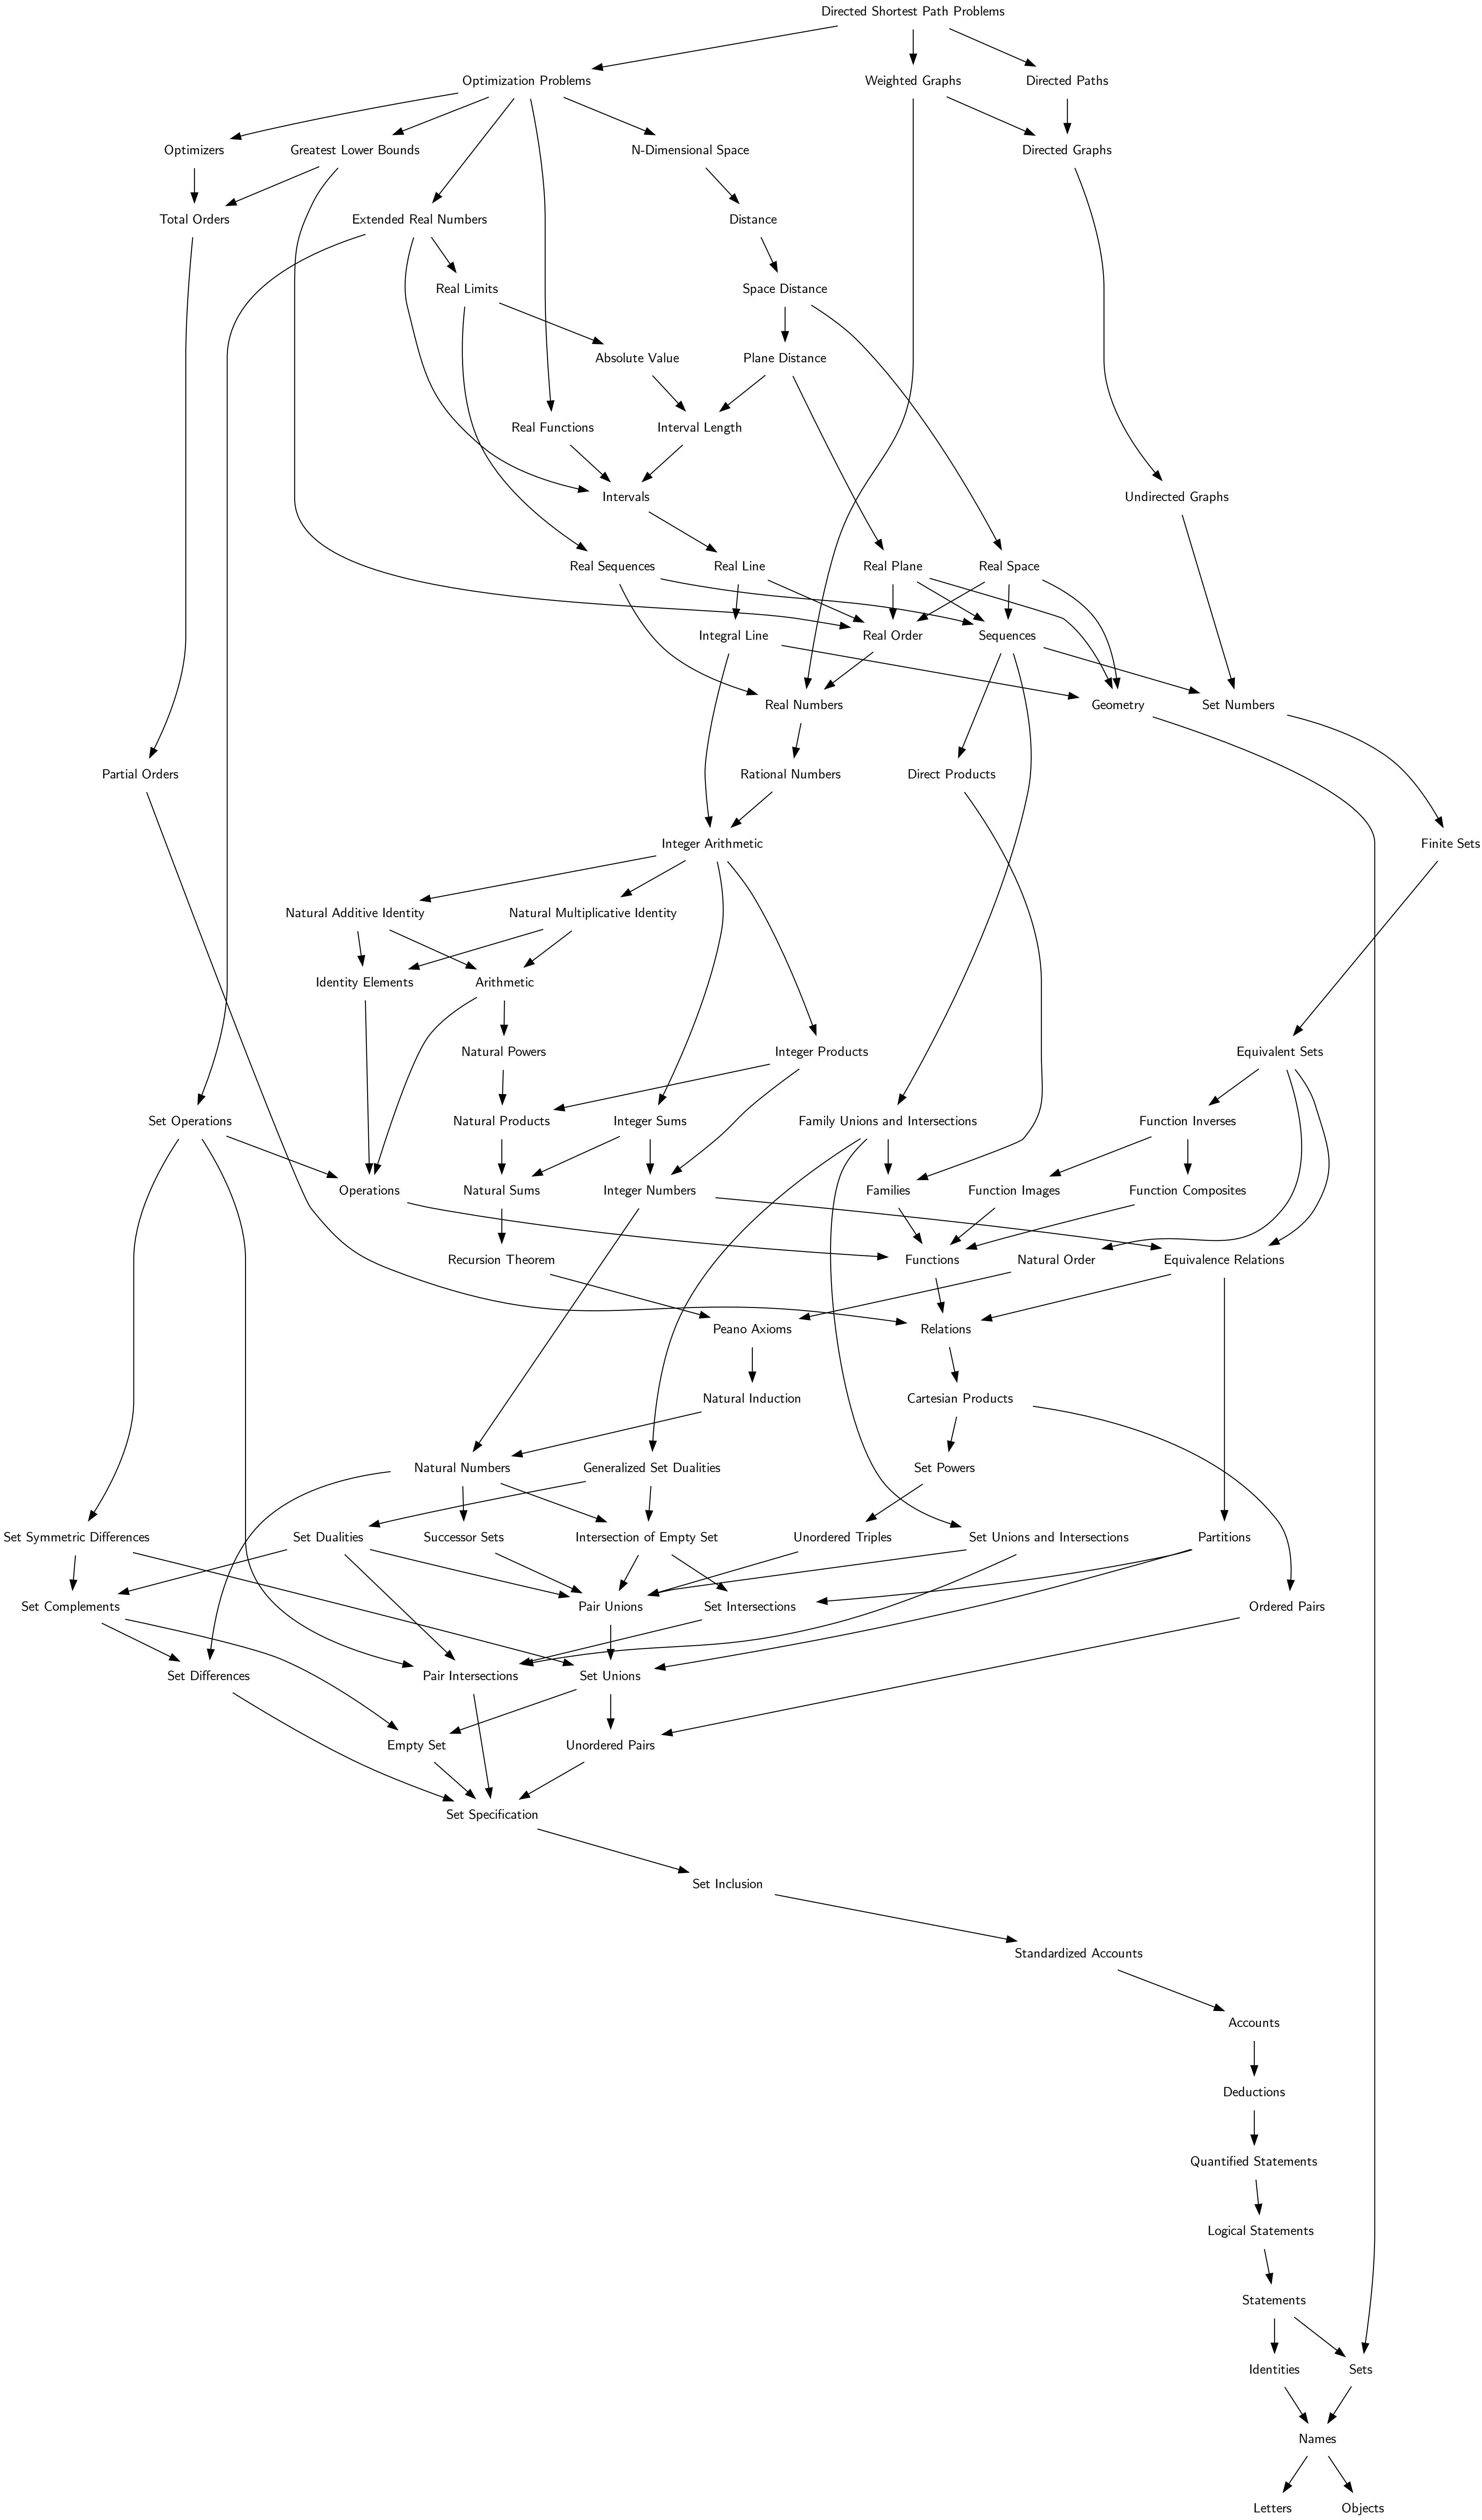 Directed Shortest Path Problems
Optimization Problems
Weighted Graphs
Directed Paths
Optimizers
Greatest Lower Bounds
N-Dimensional Space
Directed Graphs
Total Orders
Extended Real Numbers
Distance
Real Limits
Space Distance
Absolute Value
Plane Distance
Real Functions
Interval Length
Intervals
Undirected Graphs
Real Sequences
Real Line
Real Plane
Real Space
Integral Line
Real Order
Sequences
Real Numbers
Geometry
Set Numbers
Partial Orders
Rational Numbers
Direct Products
Integer Arithmetic
Finite Sets
Natural Additive Identity
Natural Multiplicative Identity
Identity Elements
Arithmetic
Natural Powers
Integer Products
Equivalent Sets
Set Operations
Natural Products
Integer Sums
Family Unions and Intersections
Function Inverses
Operations
Natural Sums
Integer Numbers
Families
Function Images
Function Composites
Recursion Theorem
Functions
Natural Order
Equivalence Relations
Peano Axioms
Relations
Natural Induction
Cartesian Products
Natural Numbers
Generalized Set Dualities
Set Powers
Set Symmetric Differences
Set Dualities
Successor Sets
Intersection of Empty Set
Unordered Triples
Set Unions and Intersections
Partitions
Set Complements
Pair Unions
Set Intersections
Ordered Pairs
Set Differences
Pair Intersections
Set Unions
Empty Set
Unordered Pairs
Set Specification
Set Inclusion
Standardized Accounts
Accounts
Deductions
Quantified Statements
Logical Statements
Statements
Identities
Sets
Names
Letters
Objects